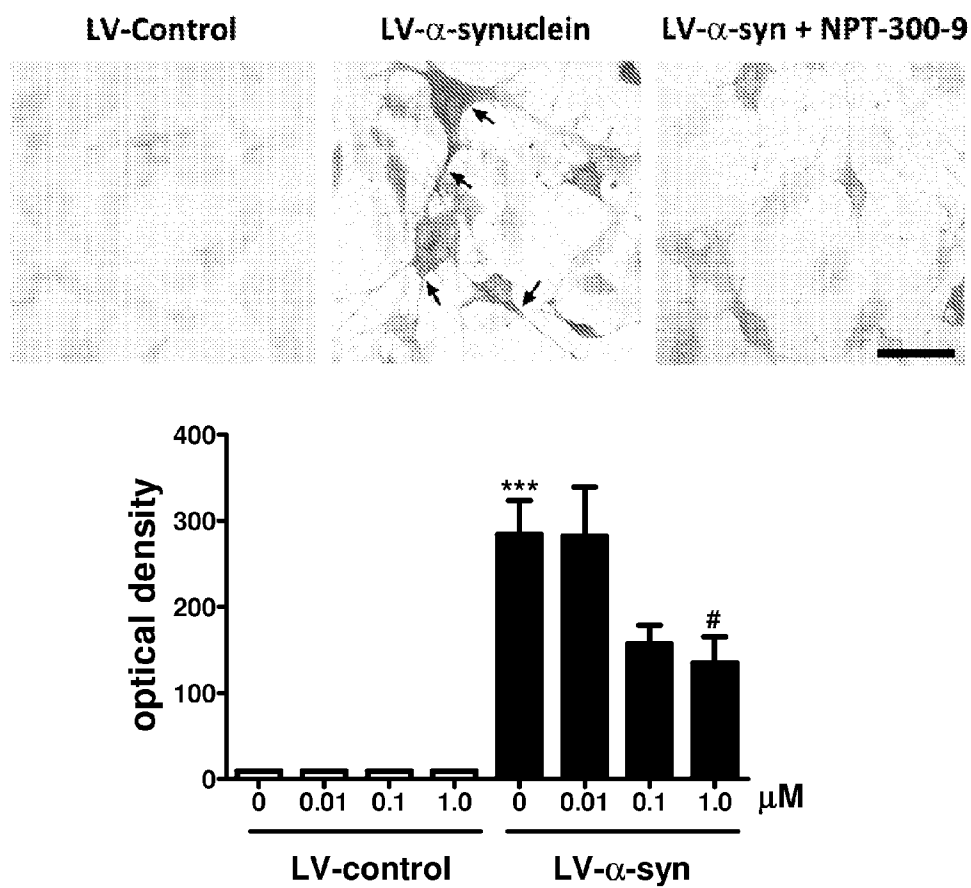 LV-Control LV-α-synuclein LV-α-syn + NPT-300-9
400
300
200
100
0
optical density
***
#
0 0.01 0.1 1.0 0 0.01 0.1 1.0 μM
LV-control LV-α-syn